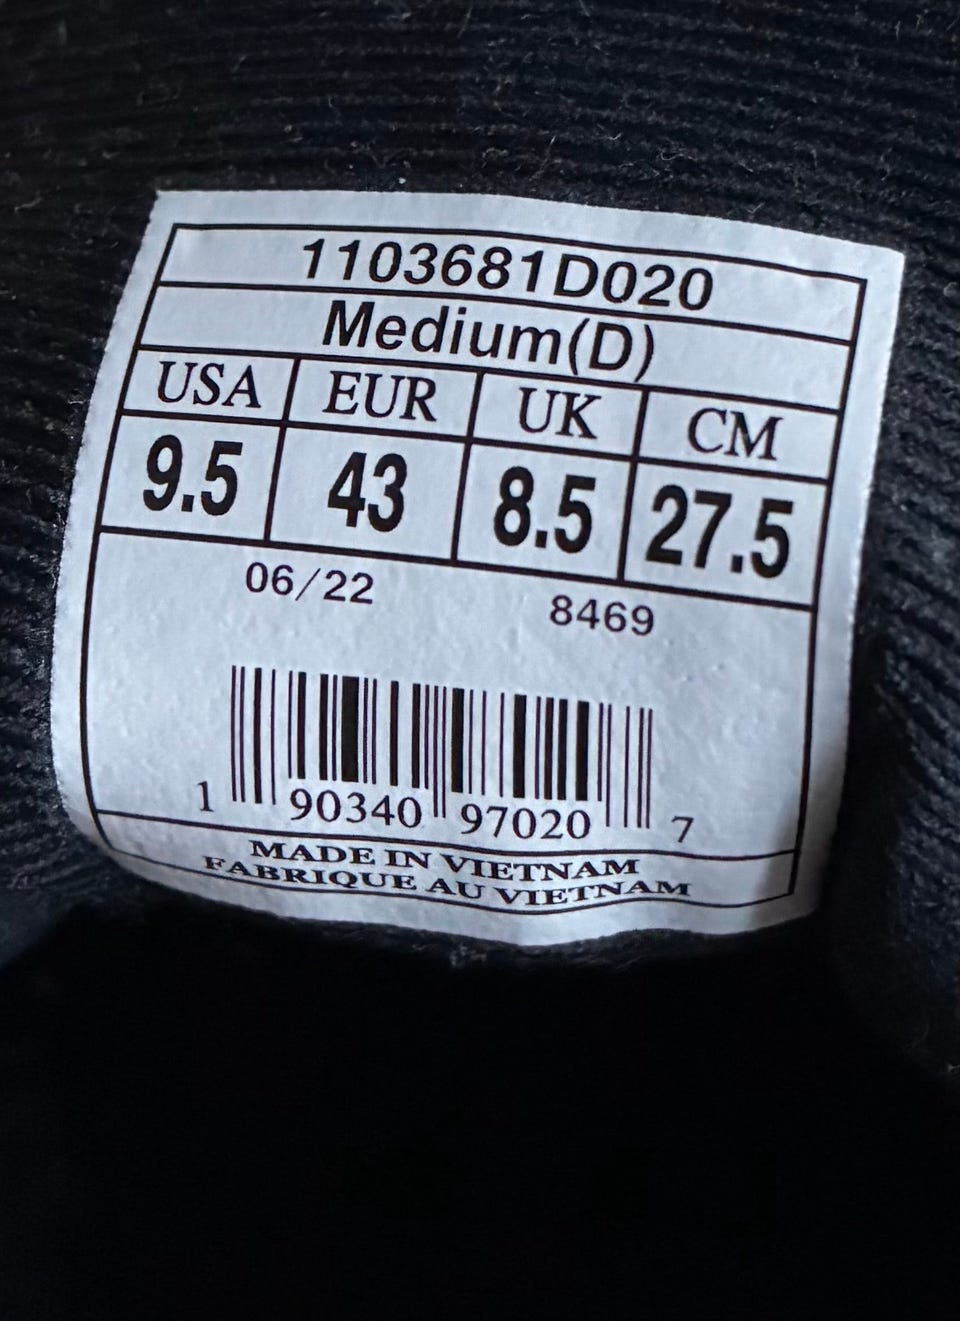 1103681D020
Medium(D)
USA EUR UK CM
9.5 43 8.5 27.5
06/22 8469
1 90340 97020 7
MADE IN VIETNAM
FABRIQUE AU VIETNAM